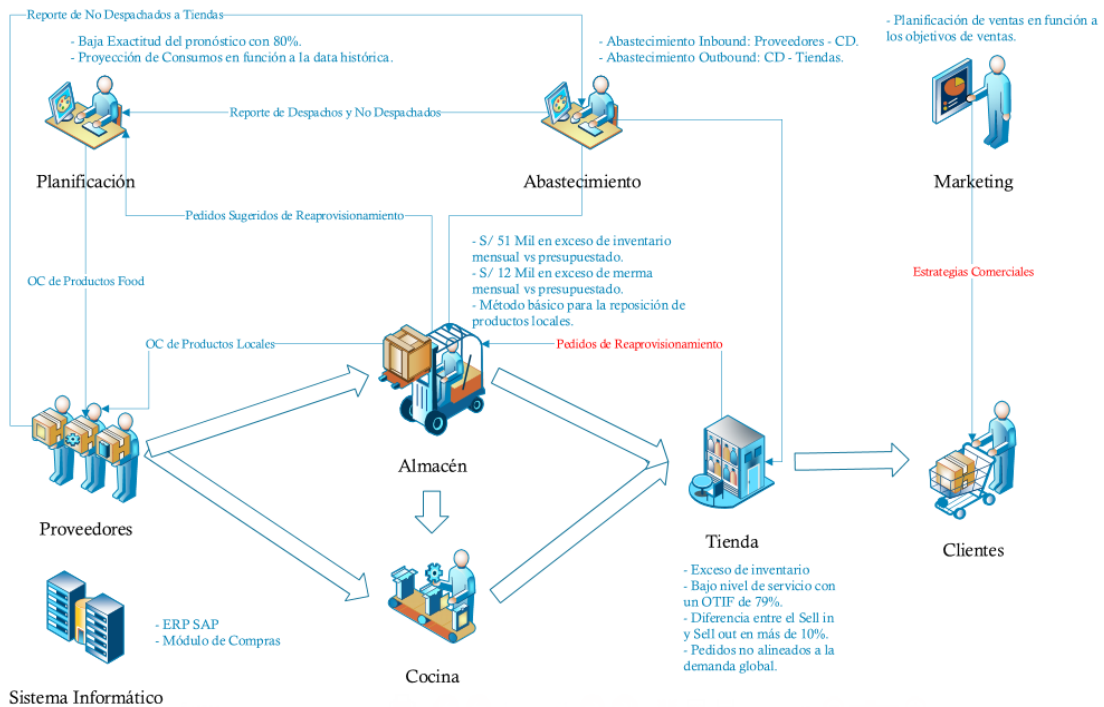 Reporte de No Despachados a Tiendas
- Baja Exactitud del pronóstico con 80%.
- Proyección de Consumos en función a la data histórica.
- Abastecimiento Inbound: Proveedores - CD.
- Abastecimiento Outbound: CD - Tiendas.
- Planificación de ventas en función a
los objetivos de ventas.
Reporte de Despachos y No Despachados
Planificación
Abastecimiento
Marketing
Pedidos Sugeridos de Reaprovisionamiento
- S/ 51 Mil en exceso de inventario
mensual vs presupuestado.
- S/ 12 Mil en exceso de merma
mensual vs presupuestado.
- Método básico para la reposición de
productos locales.
OC de Productos Food
Estrategias Comerciales
OC de Productos Locales
Pedidos de Reaprovisionamiento
Almacén
Proveedores
Tienda
Clientes
- Exceso de inventario
- Bajo nivel de servicio con
un OTIF de 79%.
- Diferencia entre el Sell in
y Sell out en más de 10%.
- Pedidos no alineados a la
demanda global.
- ERP SAP
- Módulo de Compras
Cocina
Sistema Informático